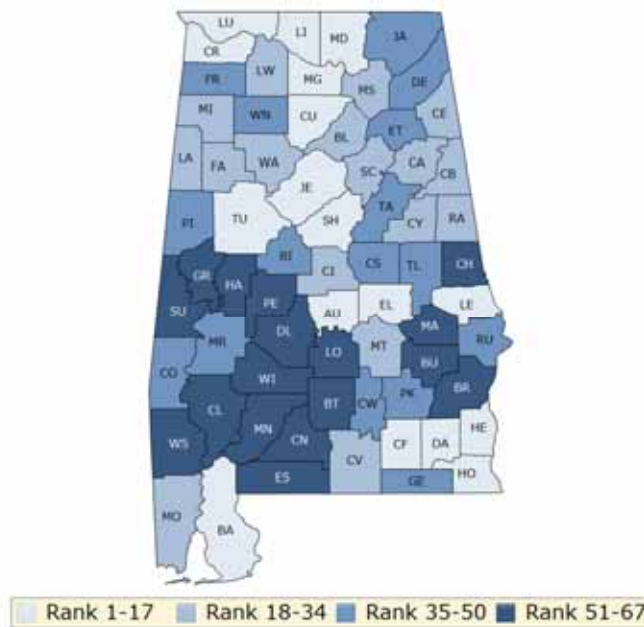 LU
LI
MD
JA
CR
FR
LW
MG
MS
DE
MI
WN
CU
BL
ET
CE
LA
FA
WA
JE
SC
CA
CB
PI
TU
SH
TA
CY
RA
GR
HA
BI
CI
CS
TL
CH
SU
PE
AU
EL
LE
MR
DL
LO
MT
MA
RU
CO
WI
BU
BR
CL
BT
CW
PK
WS
MN
CN
CF
DA
HE
ES
CV
GE
HO
MO
BA
Rank 1-17 Rank 18-34 Rank 35-50 Rank 51-67